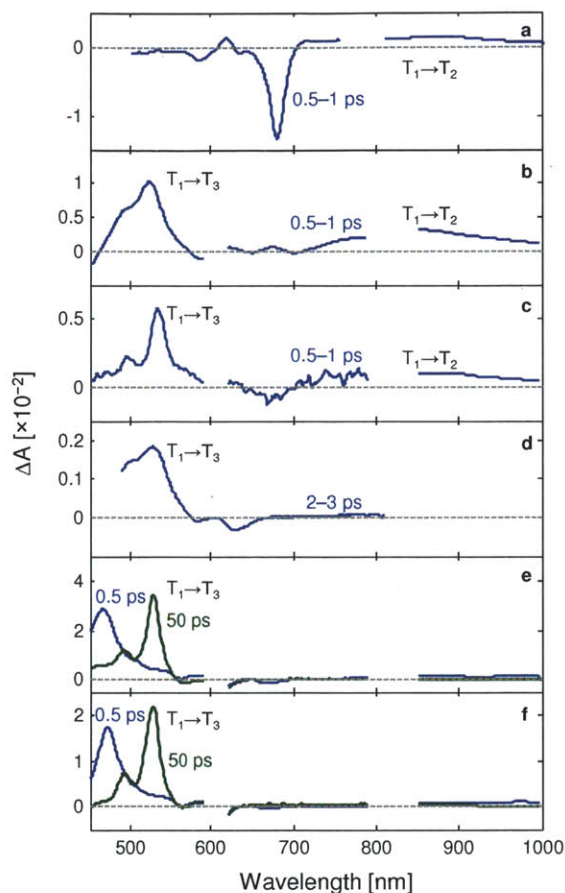 a
0
T₁→T₂
0.5–1 ps
-1
1
T₁→T₃
b
0.5
0.5–1 ps
T₁→T₂
0
T₁→T₃
c
0.5
0.5–1 ps
T₁→T₂
0
ΔA [×10⁻²]
0.2
T₁→T₃
d
0.1
2–3 ps
0
4
0.5 ps
T₁→T₃
e
50 ps
2
0
2
0.5 ps
T₁→T₃
f
50 ps
1
0
500 600 700 800 900 1000
Wavelength [nm]